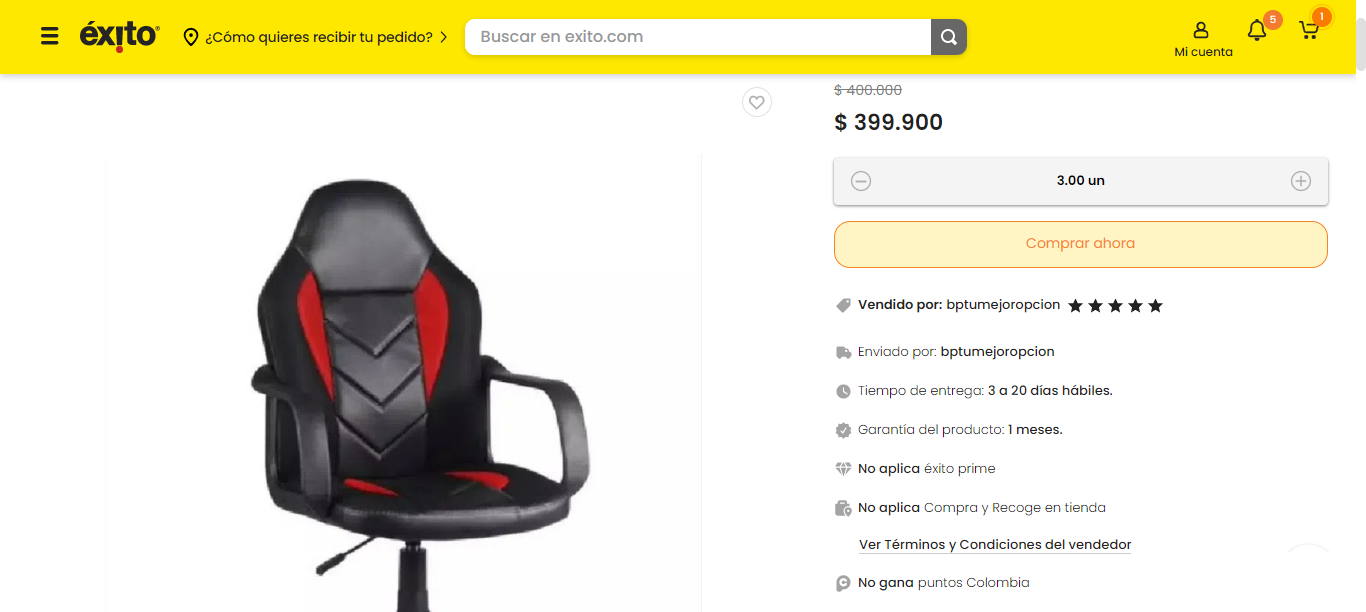 éxito
¿Cómo quieres recibir tu pedido?
Buscar en exito.com
Mi cuenta
5
1
$ 400.000
$ 399.900
3.00 un
Comprar ahora
Vendido por: bptumejoropcion
Enviado por: bptumejoropcion
Tiempo de entrega: 3 a 20 días hábiles.
Garantía del producto: 1 meses.
No aplica éxito prime
No aplica Compra y Recoge en tienda
Ver Términos y Condiciones del vendedor
No gana puntos Colombia